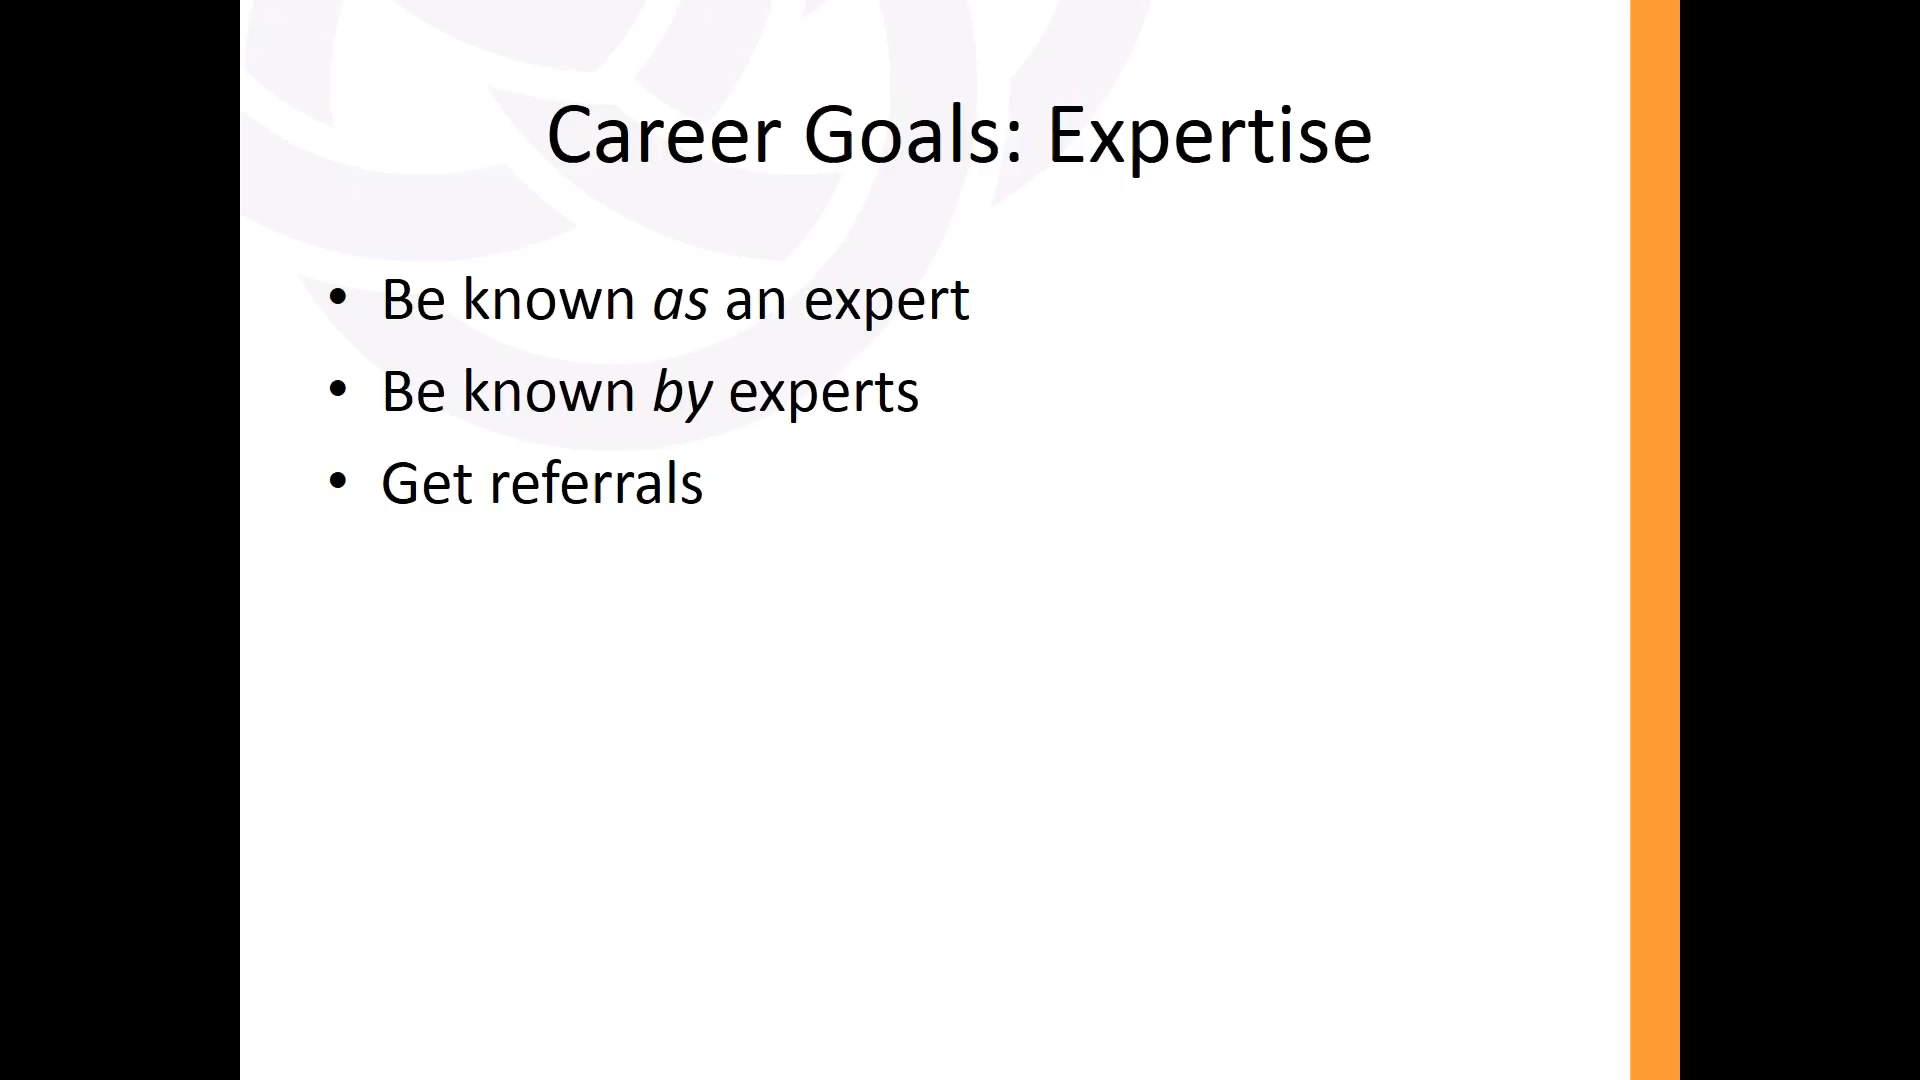 Career Goals: Expertise
• Be known as an expert
• Be known by experts
• Get referrals